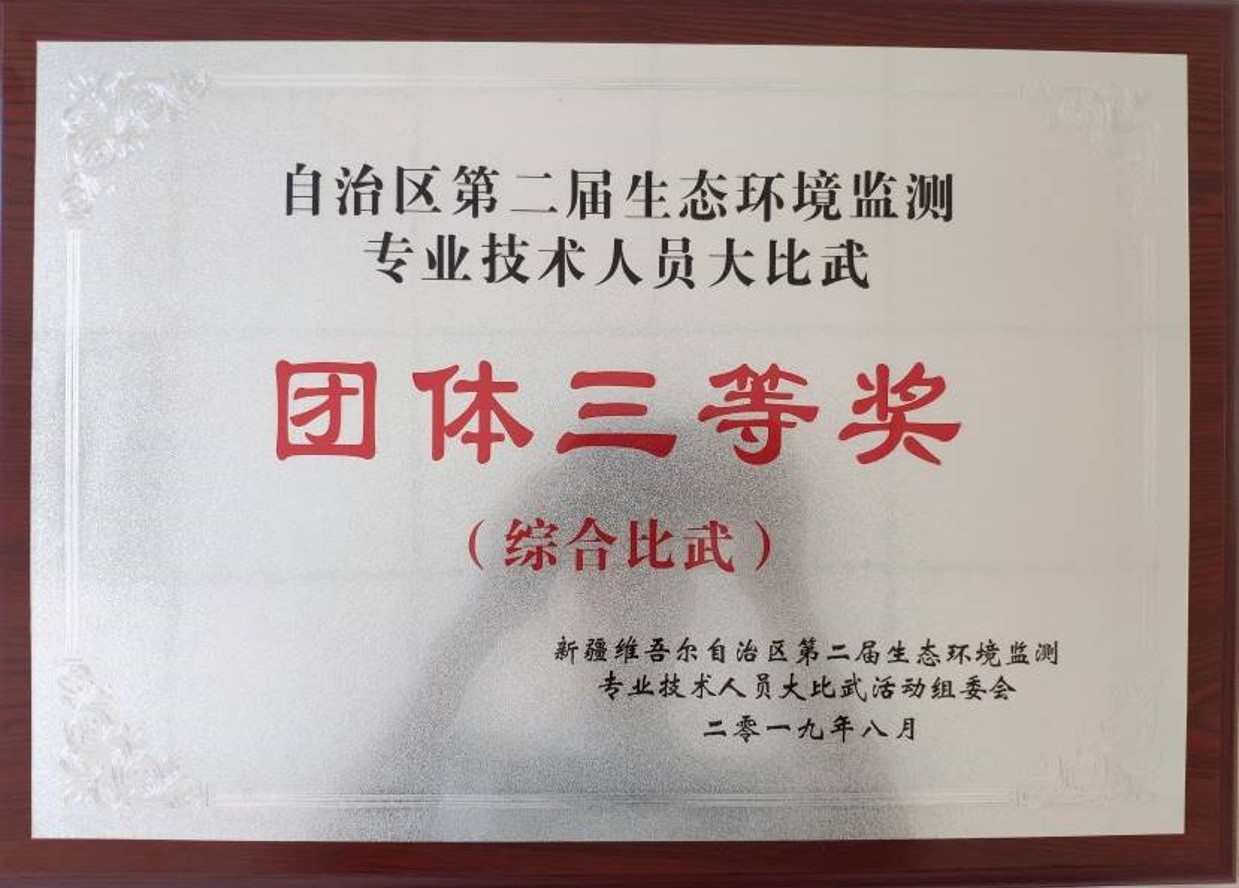 自治区第二届生态环境监测
专业技术人员大比武
团体三等奖
（综合比武）
新疆维吾尔自治区第二届生态环境监测
专业技术人员大比武活动组委会
二零一九年八月